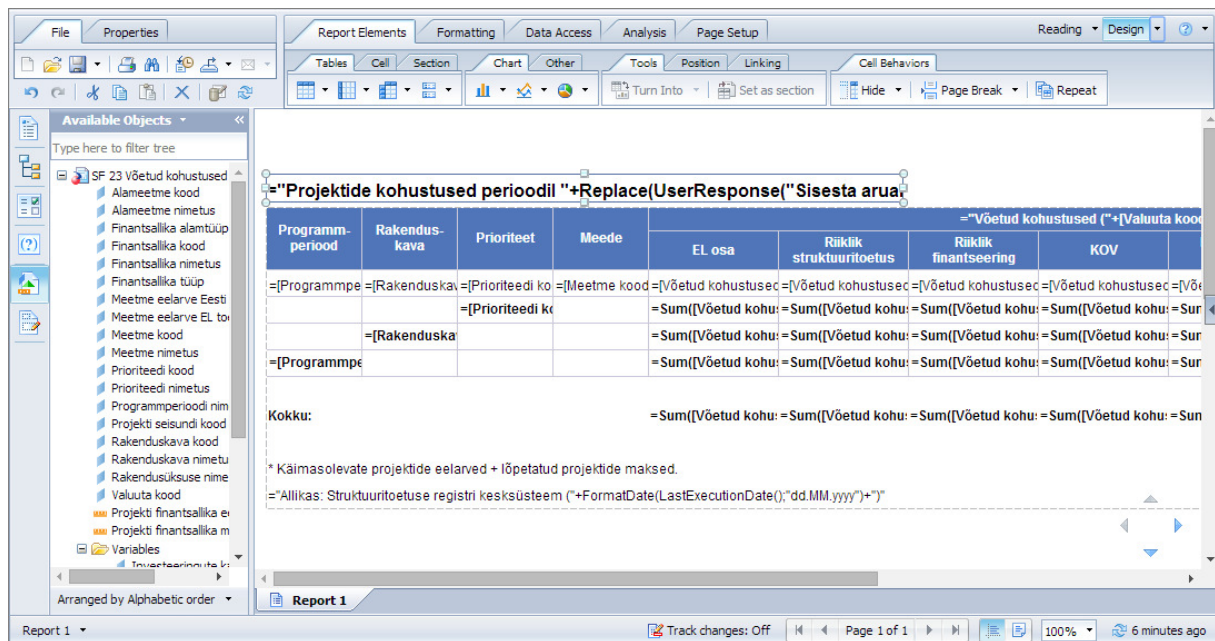 File Properties Report Elements Formatting Data Access Analysis Page Setup Reading Design
Tables Cell Section Chart Other Tools Position Linking Cell Behaviors
Turn Into Set as section Hide Page Break Repeat
Available Objects
Type here to filter tree
SF 23 Võetud kohustused
Alameetme kood
Alameetme nimetus
Finantsallika alamtüüp
Finantsallika kood
Finantsallika nimetus
Finantsallika tüüp
Meetme eelarve Eesti
Meetme eelarve EL to
Meetme kood
Meetme nimetus
Prioriteedi kood
Prioriteedi nimetus
Programmperioodi nim
Projekti seisundi kood
Rakenduskava kood
Rakenduskava nimetu
Rakendusüksuse nime
Valuuta kood
Projekti finantsallika e
Projekti finantsallika m
Variables
Investeeringute k
Arranged by Alphabetic order
="Projektide kohustused perioodil "+Replace(UserResponse("Sisesta arua
Programm-periood Rakendus-kava Prioriteet Meede ="Võetud kohustused ("+[Valuuta kood
EL osa Riiklik struktuuritoetus Riiklik finantseering KOV
=[Programmpe =[Rakenduskav =[Prioriteedi ko =[Meetme kood =[Võetud kohustused =[Võetud kohustused =[Võetud kohustused =[Võetud kohustused =[Võe
=[Prioriteedi ko =Sum([Võetud kohu =Sum([Võetud kohu =Sum([Võetud kohu =Sum([Võetud kohu =Sun
=[Rakenduska =Sum([Võetud kohu =Sum([Võetud kohu =Sum([Võetud kohu =Sum([Võetud kohu =Sun
=[Programmpe =Sum([Võetud kohu =Sum([Võetud kohu =Sum([Võetud kohu =Sum([Võetud kohu =Sun
Kokku: =Sum([Võetud kohu =Sum([Võetud kohu =Sum([Võetud kohu =Sum([Võetud kohu =Sun
* Käimasolevate projektide eelarved + lõpetatud projektide maksed.
="Allikas: Struktuuritoetuse registri kesksüsteem ("+FormatDate(LastExecutionDate();"dd.MM.yyyy")+")"
Report 1
Report 1 Track changes: Off Page 1 of 1 100% 6 minutes ago